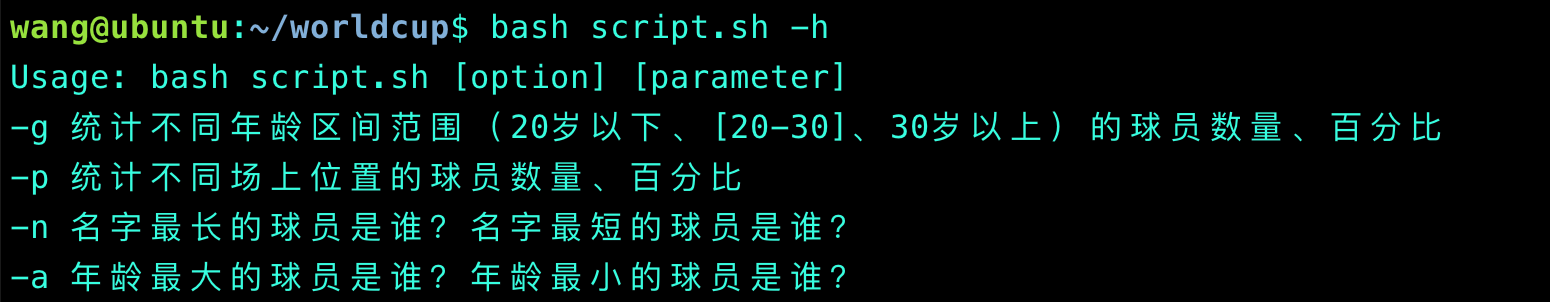 wang@ubuntu:~/worldcup$ bash script.sh -h
Usage: bash script.sh [option] [parameter]
-g 统计不同年龄区间范围（20岁以下、[20-30]、30岁以上）的球员数量、百分比
-p 统计不同场上位置的球员数量、百分比
-n 名字最长的球员是谁？名字最短的球员是谁？
-a 年龄最大的球员是谁？年龄最小的球员是谁？